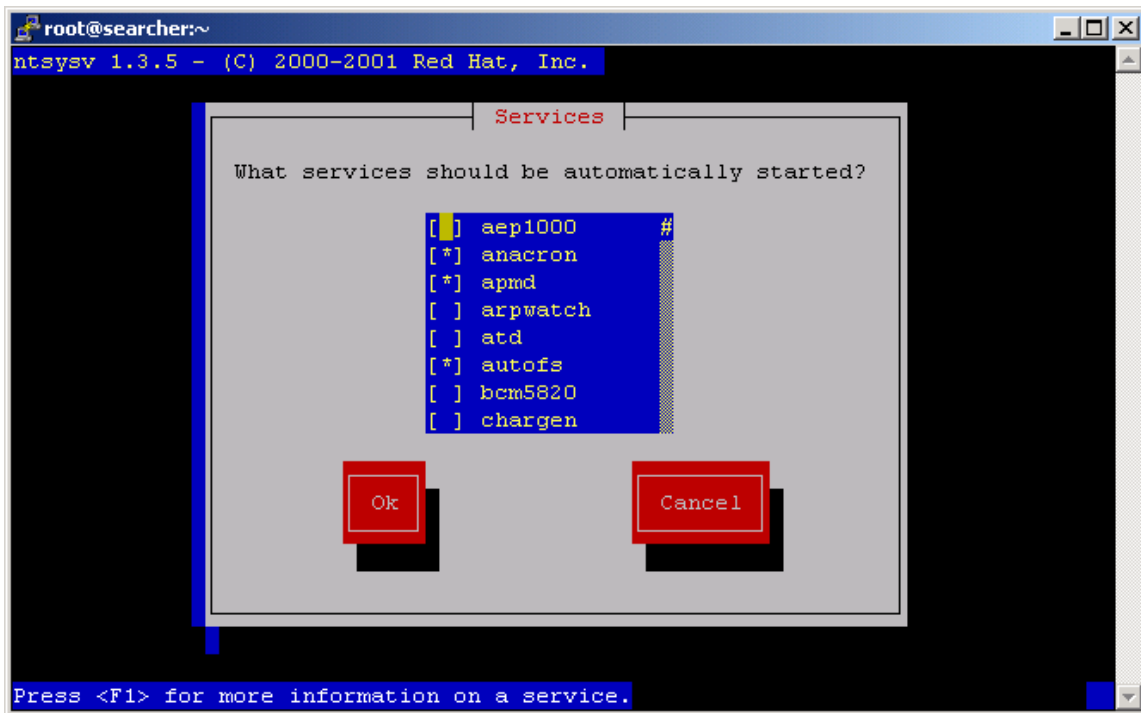 root@searcher:~
ntsysv 1.3.5 - (C) 2000-2001 Red Hat, Inc.
Services
What services should be automatically started?
[ ] aep1000 #
[*] anacron
[*] apmd
[ ] arpwatch
[ ] atd
[*] autofs
[ ] bcm5820
[ ] chargen
Ok Cancel
Press <F1> for more information on a service.